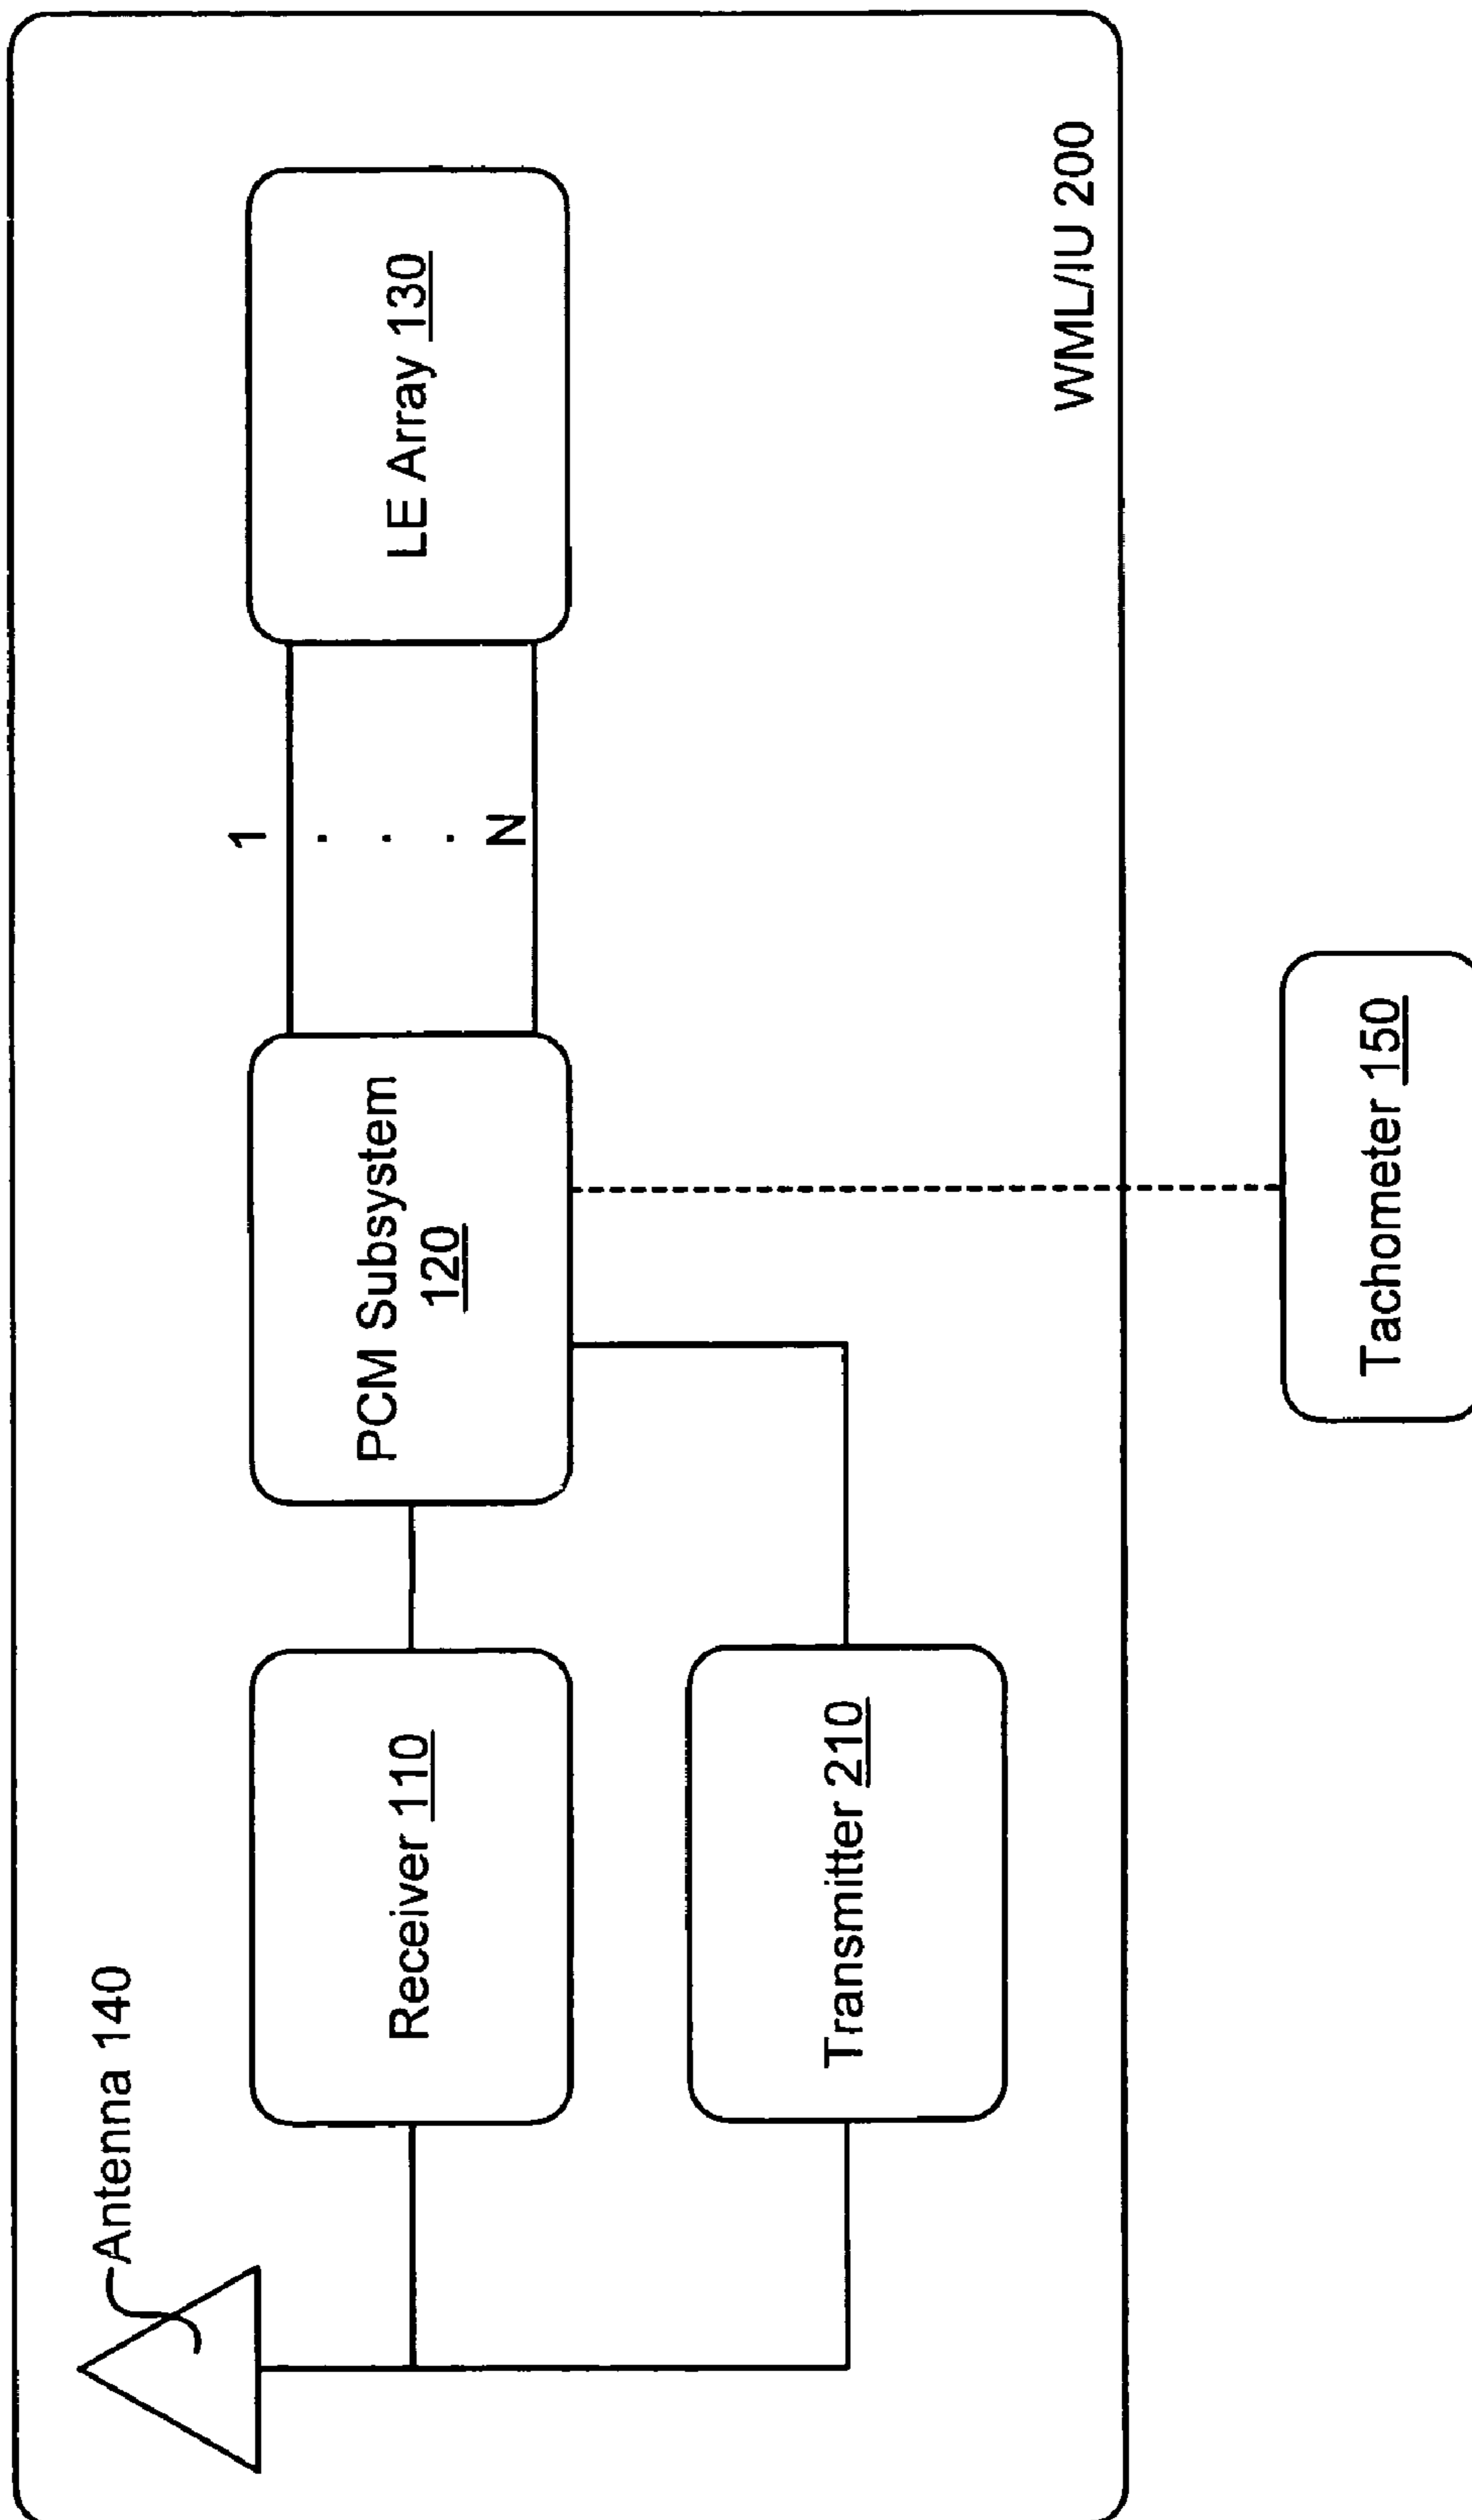 Antenna 140
Receiver 110
PCM Subsystem
120
1
.
.
.
N
LE Array 130
Transmitter 210
WML/IU 200
Tachometer 150